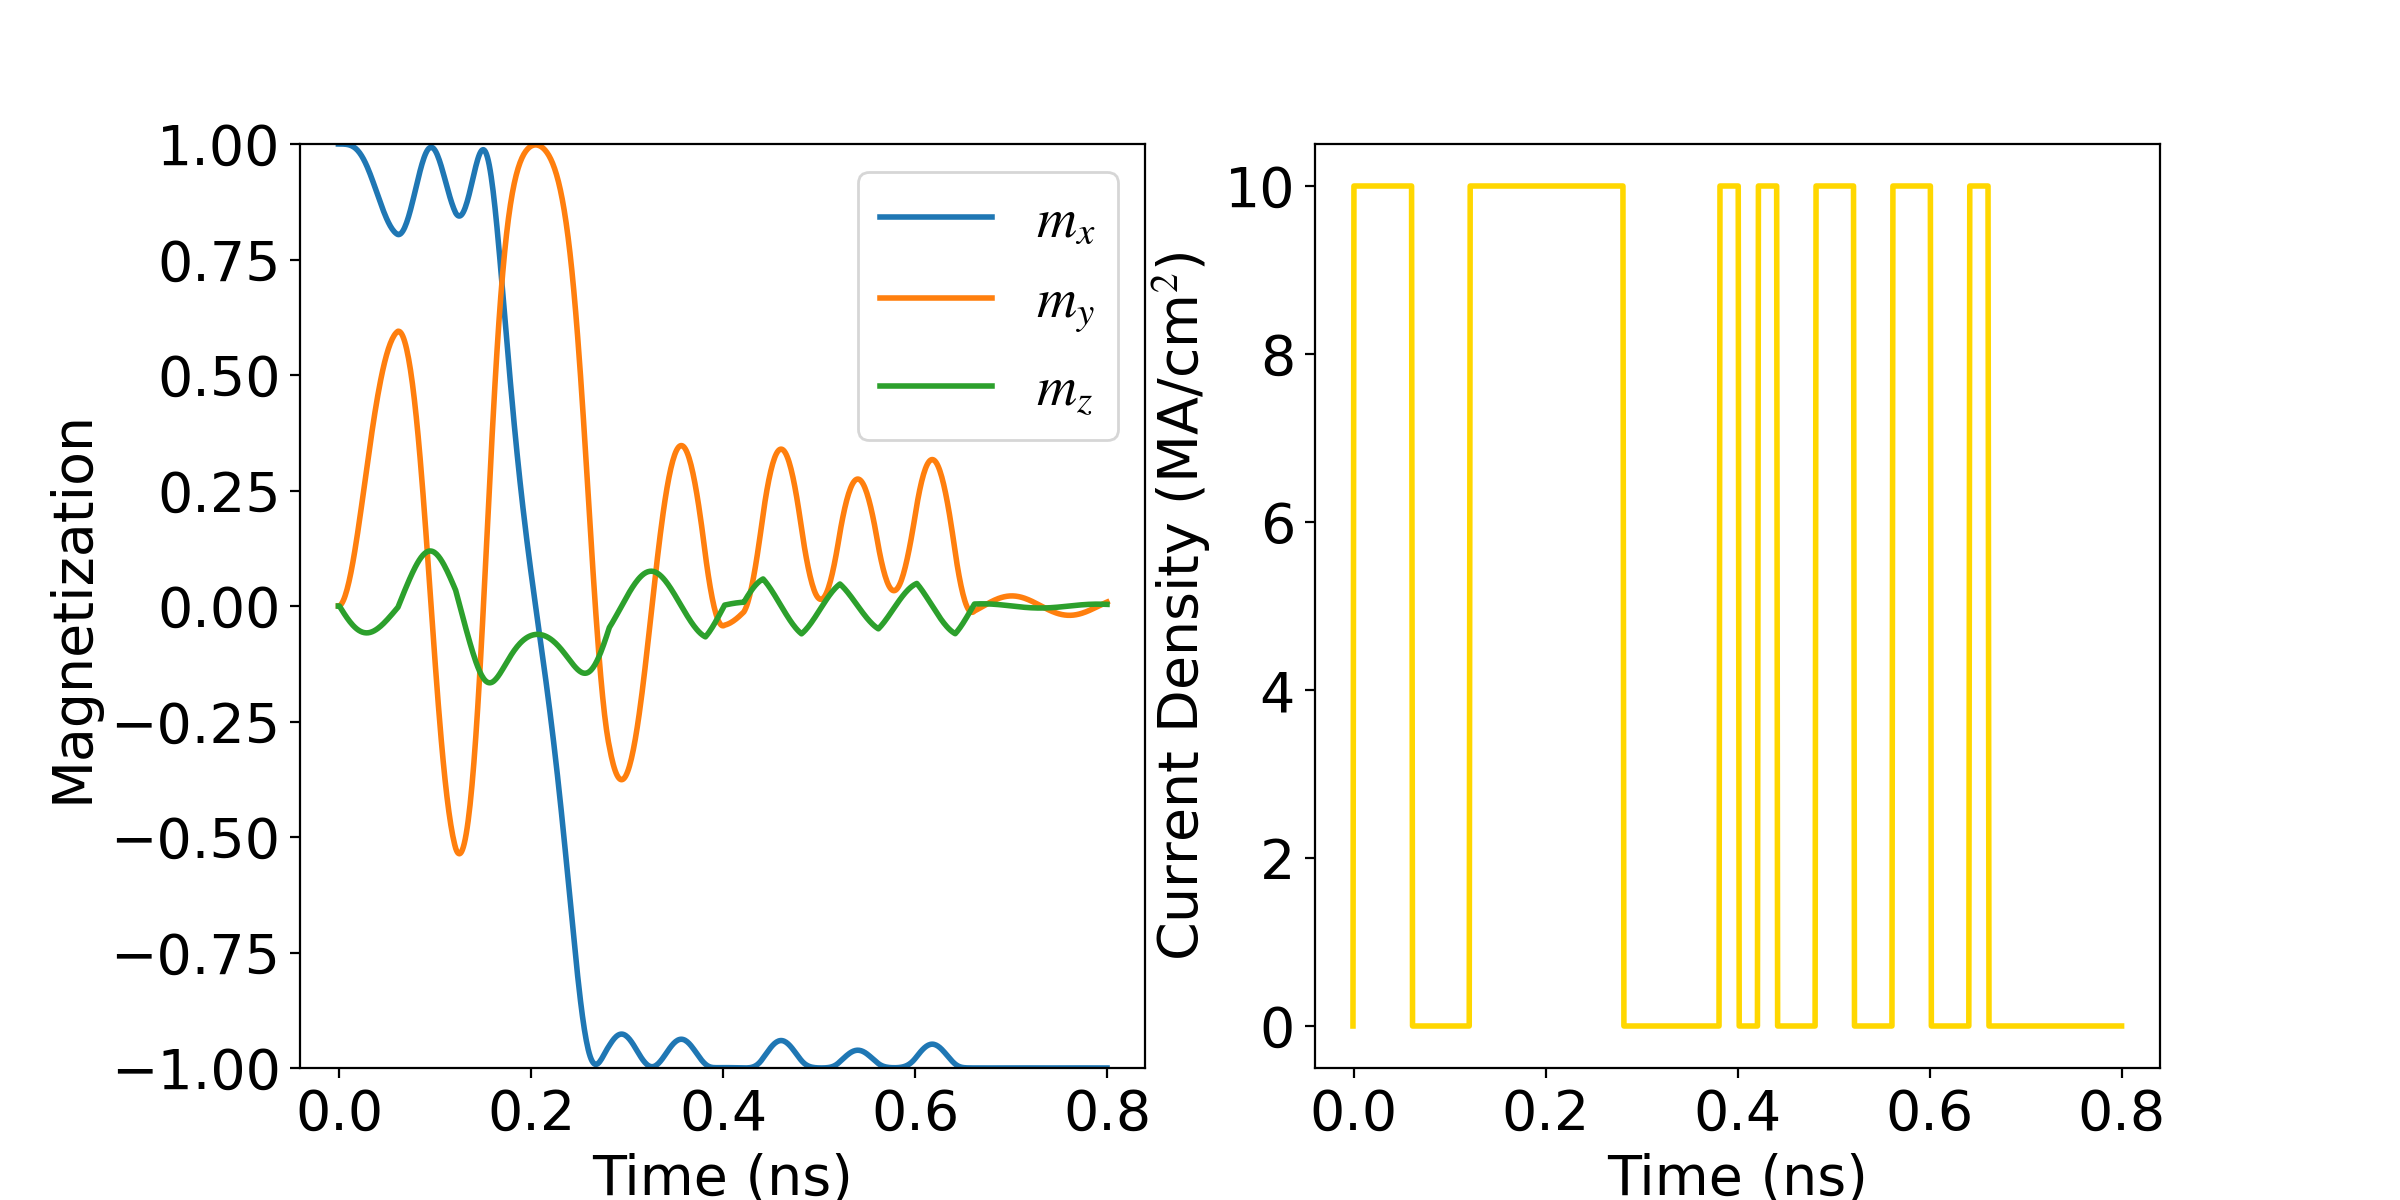 1.00
0.75
0.50
0.25
0.00
−0.25
−0.50
−0.75
−1.00
Magnetization
0.0 0.2 0.4 0.6 0.8
Time (ns)
m_x
m_y
m_z
10
8
6
4
2
0
Current Density (MA/cm²)
0.0 0.2 0.4 0.6 0.8
Time (ns)